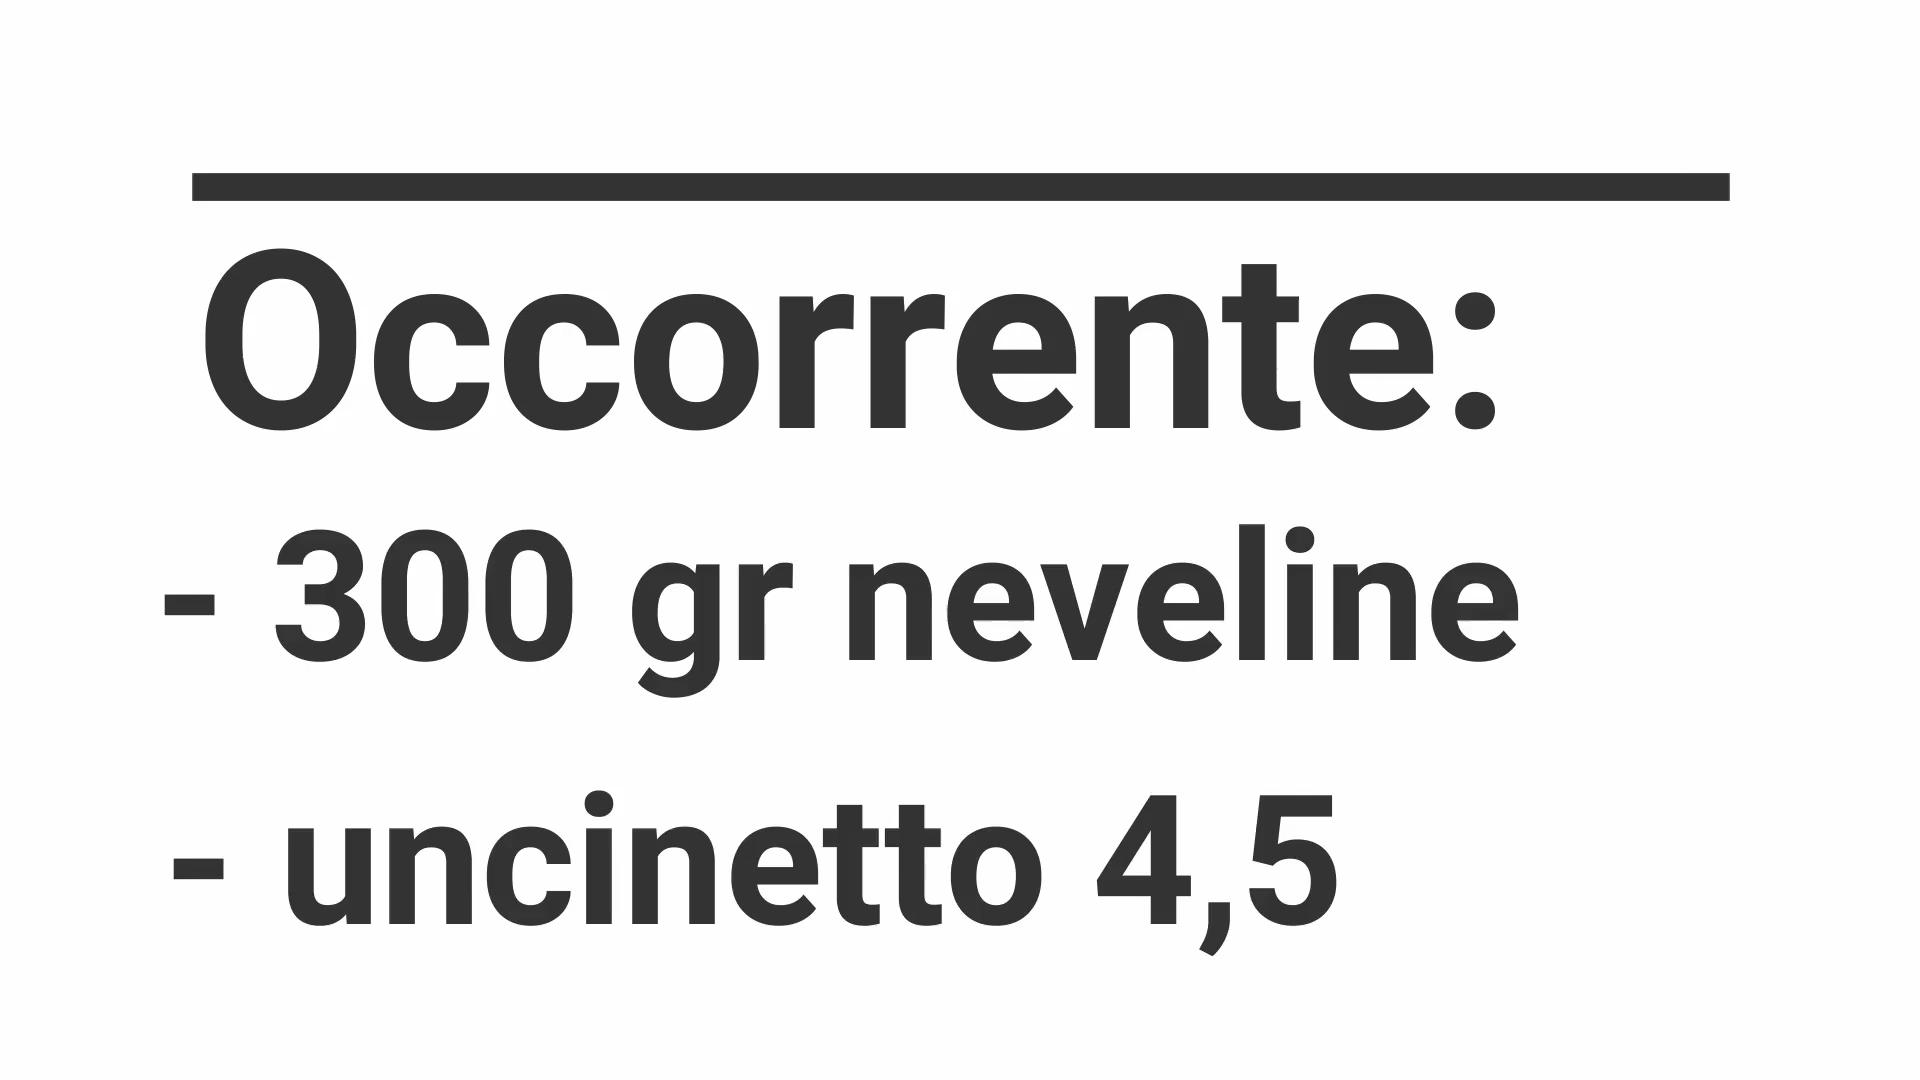 Occorrente:
- 300 gr neveline
- uncinetto 4,5